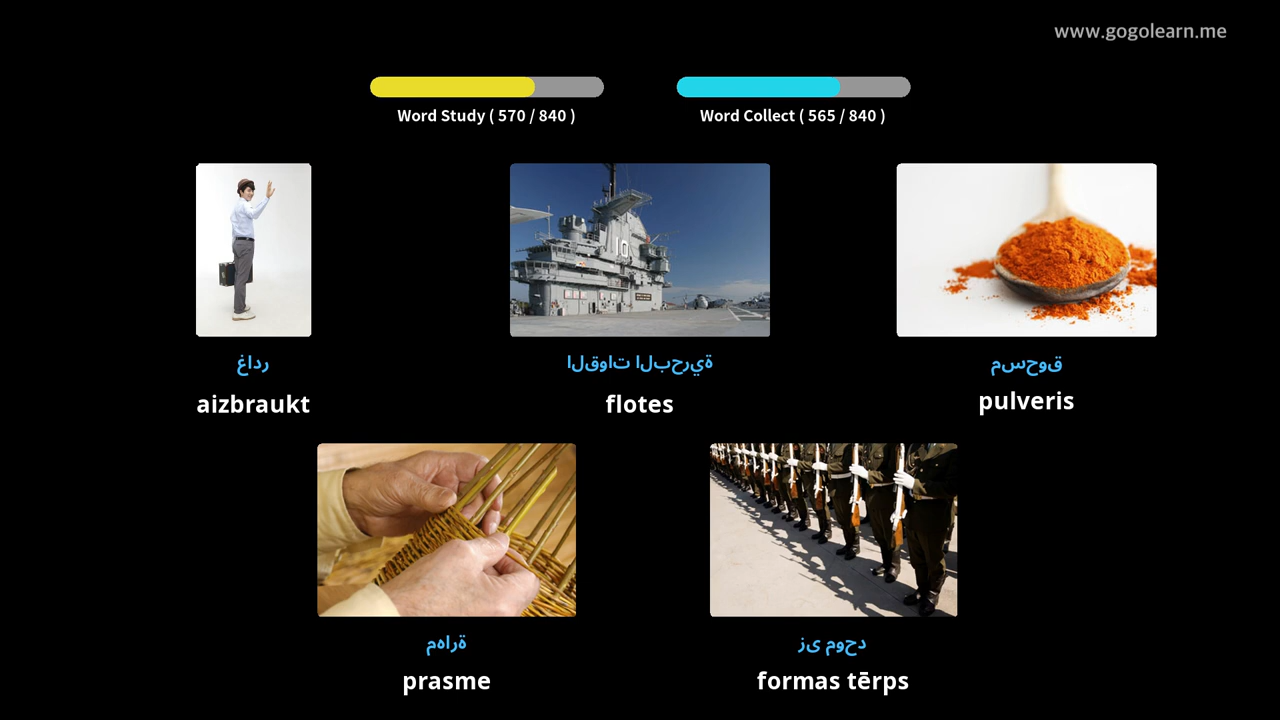 www.gogolearn.me
Word Study ( 570 / 840 )
Word Collect ( 565 / 840 )
غادر
القوات البحرية
مسحوق
aizbraukt
flotes
pulveris
مهارة
زى موحد
prasme
formas tērps